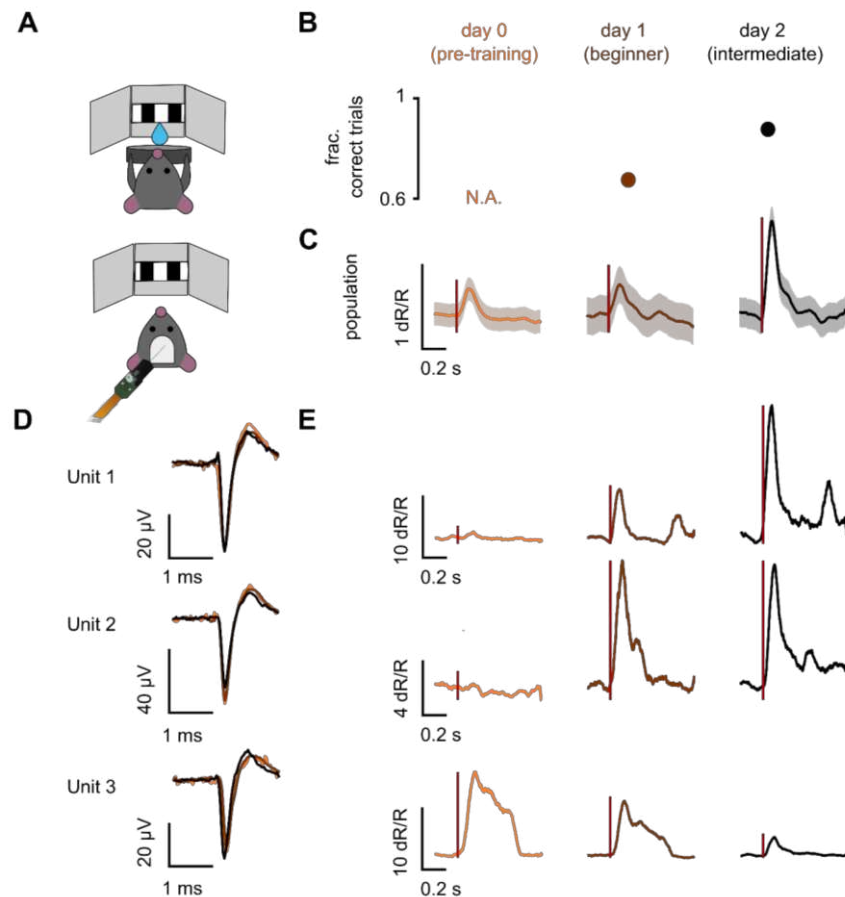 A
B
day 0
(pre-training)
day 1
(beginner)
day 2
(intermediate)
frac.
correct trials
1
0.6
N.A.
C
population
1 dR/R
0.2 s
D
E
Unit 1
20 µV
1 ms
10 dR/R
0.2 s
Unit 2
40 µV
1 ms
4 dR/R
0.2 s
Unit 3
20 µV
1 ms
10 dR/R
0.2 s